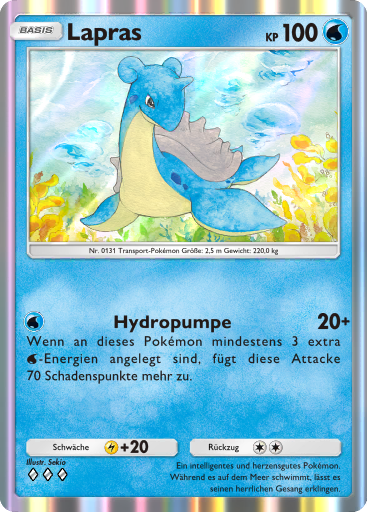 BASIS Lapras KP 100
Nr. 0131 Transport-Pokémon Größe: 2,5 m Gewicht: 220,0 kg
Hydropumpe 20+
Wenn an dieses Pokémon mindestens 3 extra
-Energien angelegt sind, fügt diese Attacke
70 Schadenspunkte mehr zu.
Schwäche +20 Rückzug
Illustr. Sekio
Ein intelligentes und herzensgutes Pokémon.
Während es auf dem Meer schwimmt, lässt es
seinen herrlichen Gesang erklingen.